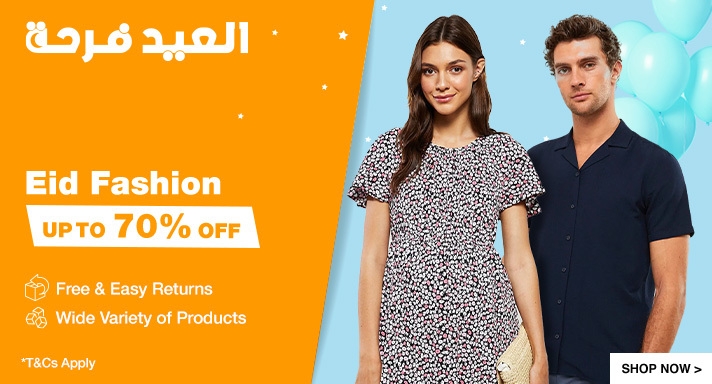 العيد فرحة
Eid Fashion
UP TO 70% OFF
Free & Easy Returns
Wide Variety of Products
*T&Cs Apply
SHOP NOW >